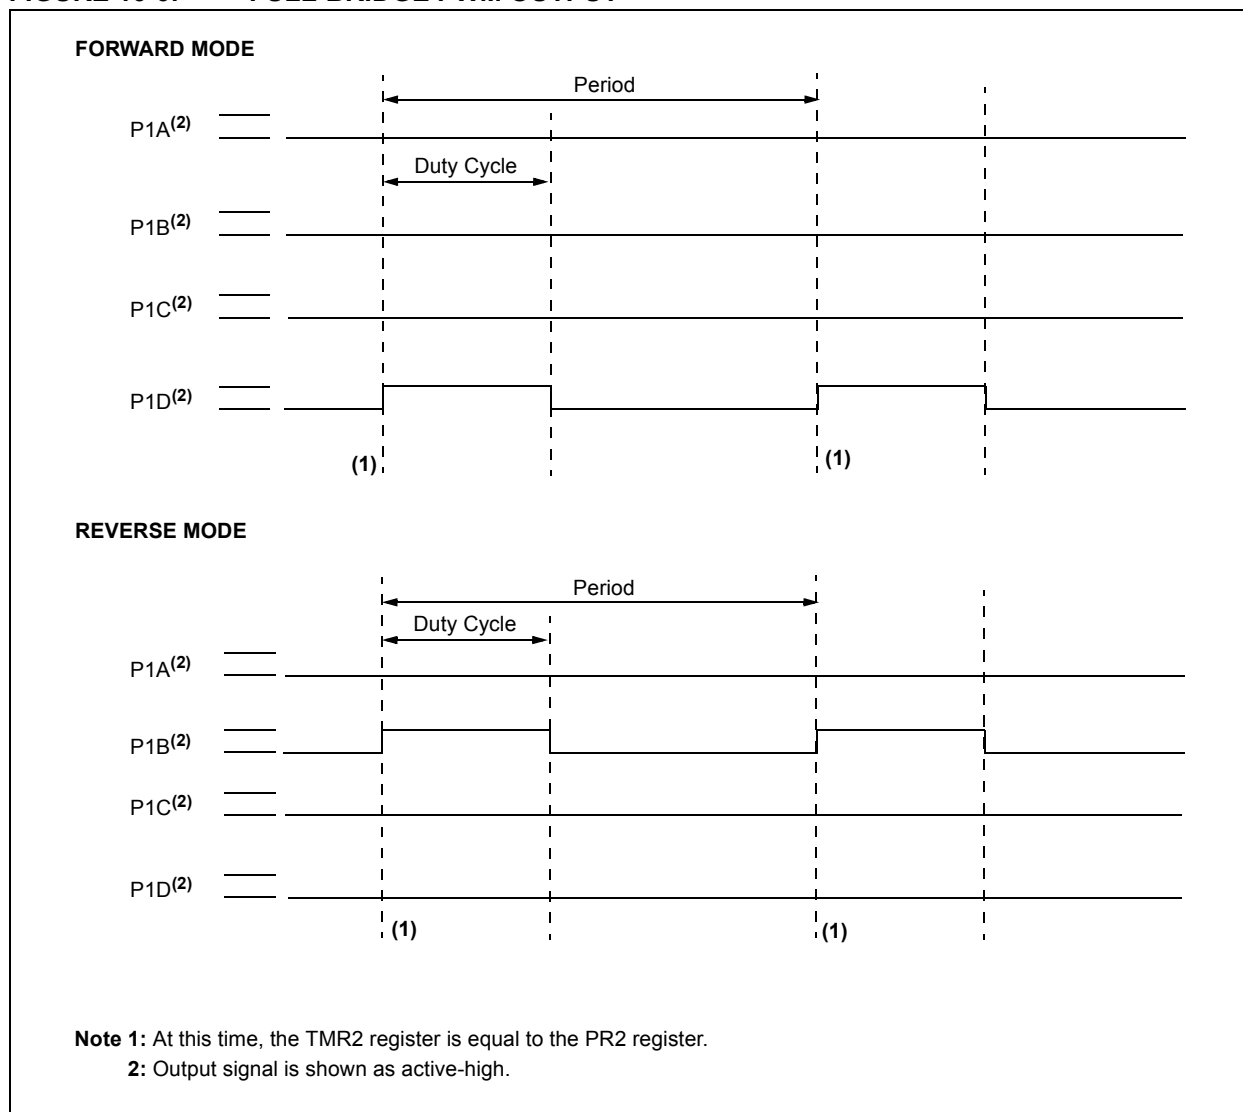 FORWARD MODE
Period
P1A(2)
Duty Cycle
P1B(2)
P1C(2)
P1D(2)
(1)
(1)
REVERSE MODE
Period
Duty Cycle
P1A(2)
P1B(2)
P1C(2)
P1D(2)
(1)
(1)
Note 1: At this time, the TMR2 register is equal to the PR2 register.
2: Output signal is shown as active-high.